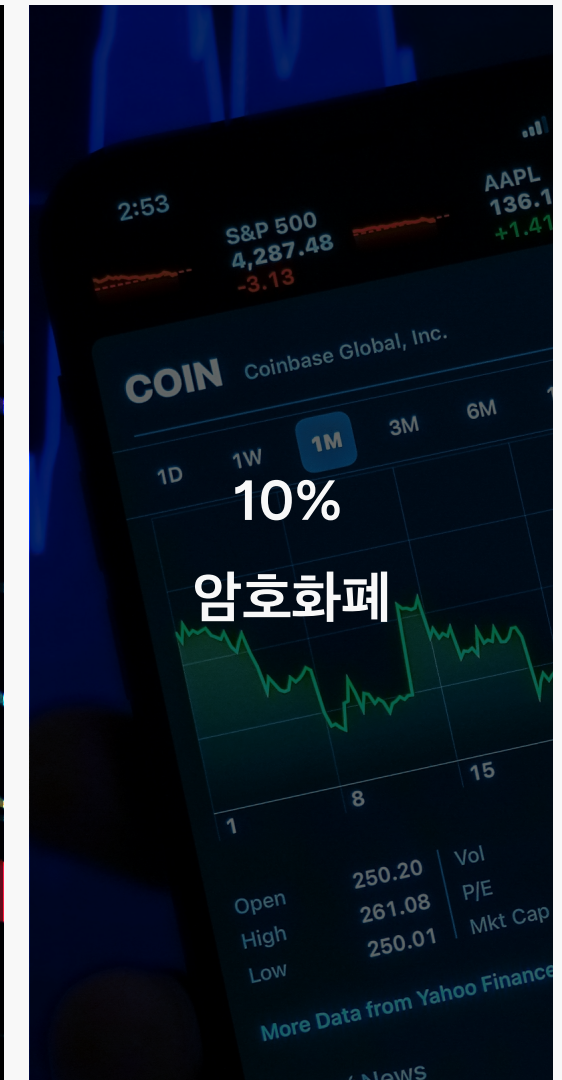 2:53
S&P 500
4,287.48
-3.13
AAPL
+1.41
COIN Coinbase Global, Inc.
1D 1W 1M 3M 6M
10%
암호화폐
1 8 15
Open 250.20
High 261.08
Low 250.01
Vol
P/E
Mkt Cap
More Data from Yahoo Finance
News